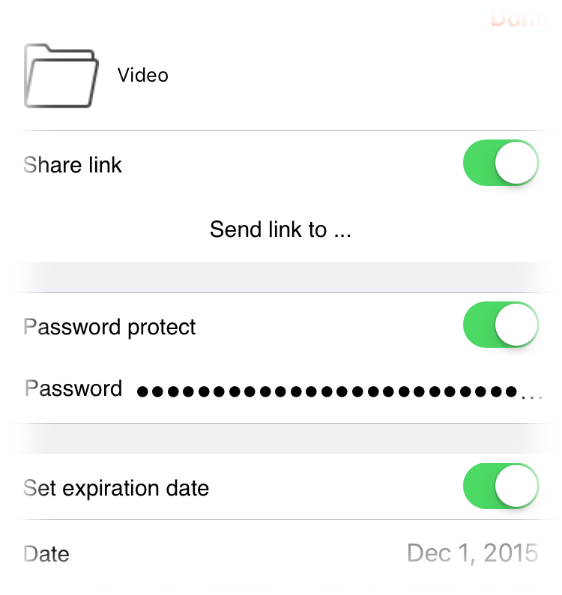 Done
Video
Share link
Send link to ...
Password protect
Password ●●●●●●●●●●●●●●●●●●●●●●●●●...
Set expiration date
Date Dec 1, 2015